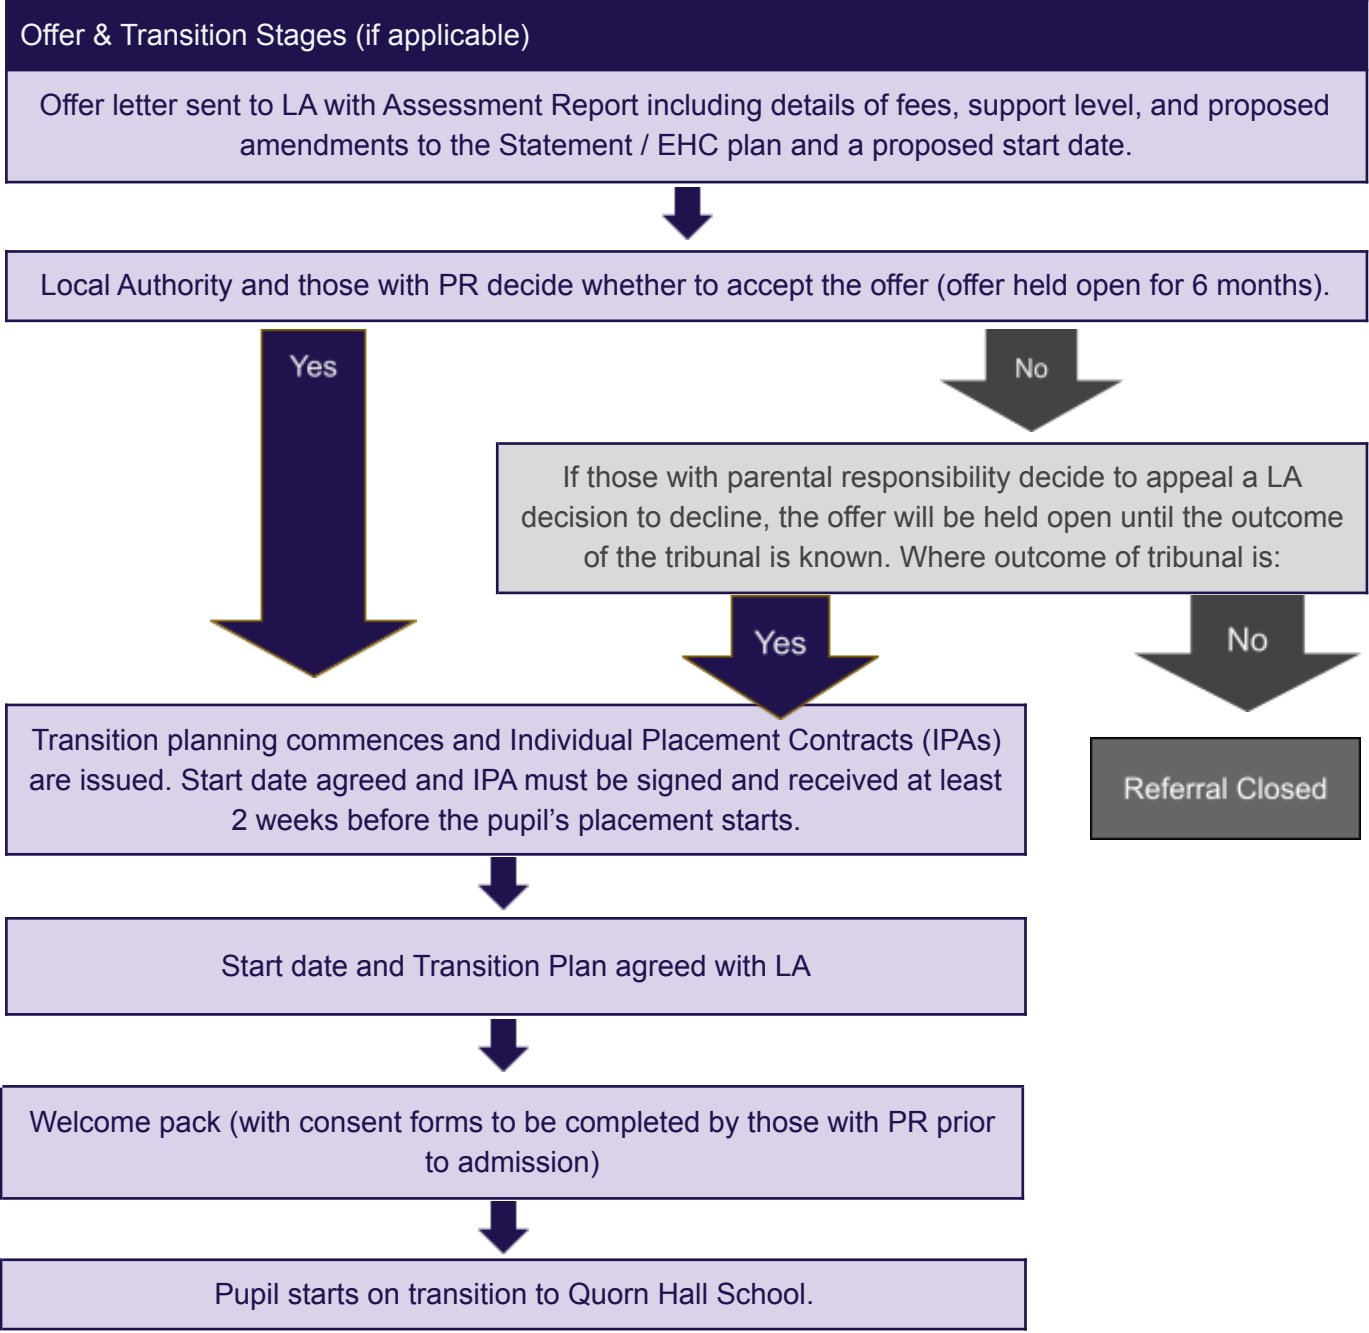 Offer & Transition Stages (if applicable)
Offer letter sent to LA with Assessment Report including details of fees, support level, and proposed
amendments to the Statement / EHC plan and a proposed start date.
Local Authority and those with PR decide whether to accept the offer (offer held open for 6 months).
Yes
No
If those with parental responsibility decide to appeal a LA
decision to decline, the offer will be held open until the outcome
of the tribunal is known. Where outcome of tribunal is:
Yes
No
Transition planning commences and Individual Placement Contracts (IPAs)
are issued. Start date agreed and IPA must be signed and received at least
2 weeks before the pupil’s placement starts.
Referral Closed
Start date and Transition Plan agreed with LA
Welcome pack (with consent forms to be completed by those with PR prior
to admission)
Pupil starts on transition to Quorn Hall School.